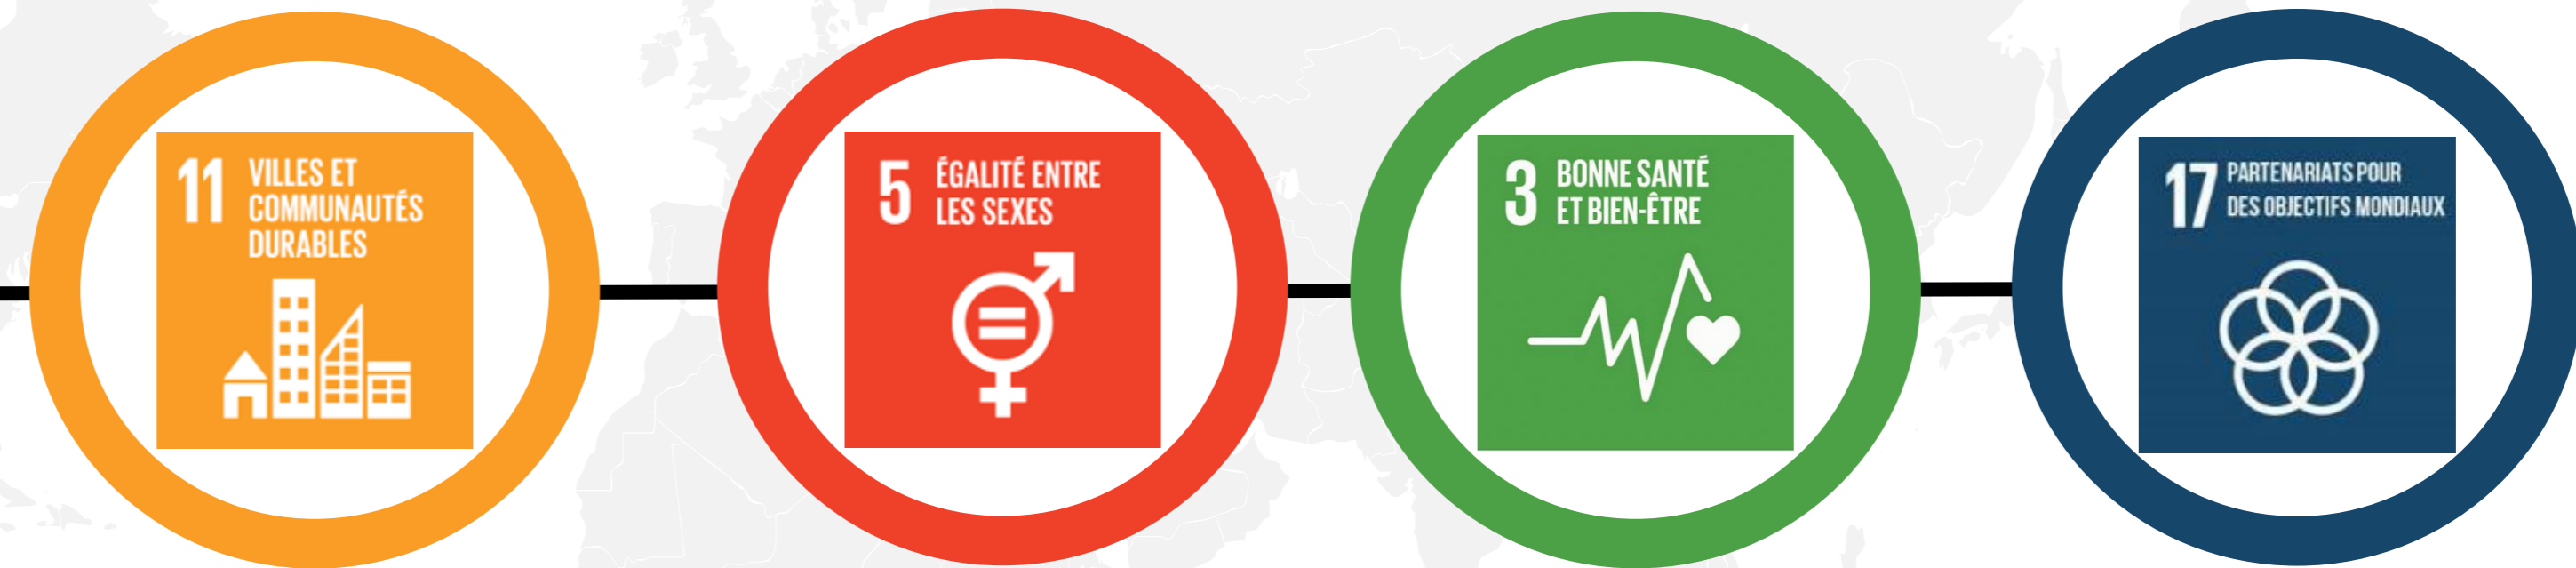 11 VILLES ET
COMMUNAUTÉS
DURABLES
5 ÉGALITÉ ENTRE
LES SEXES
3 BONNE SANTÉ
ET BIEN-ÊTRE
17 PARTENARIATS POUR
DES OBJECTIFS MONDIAUX